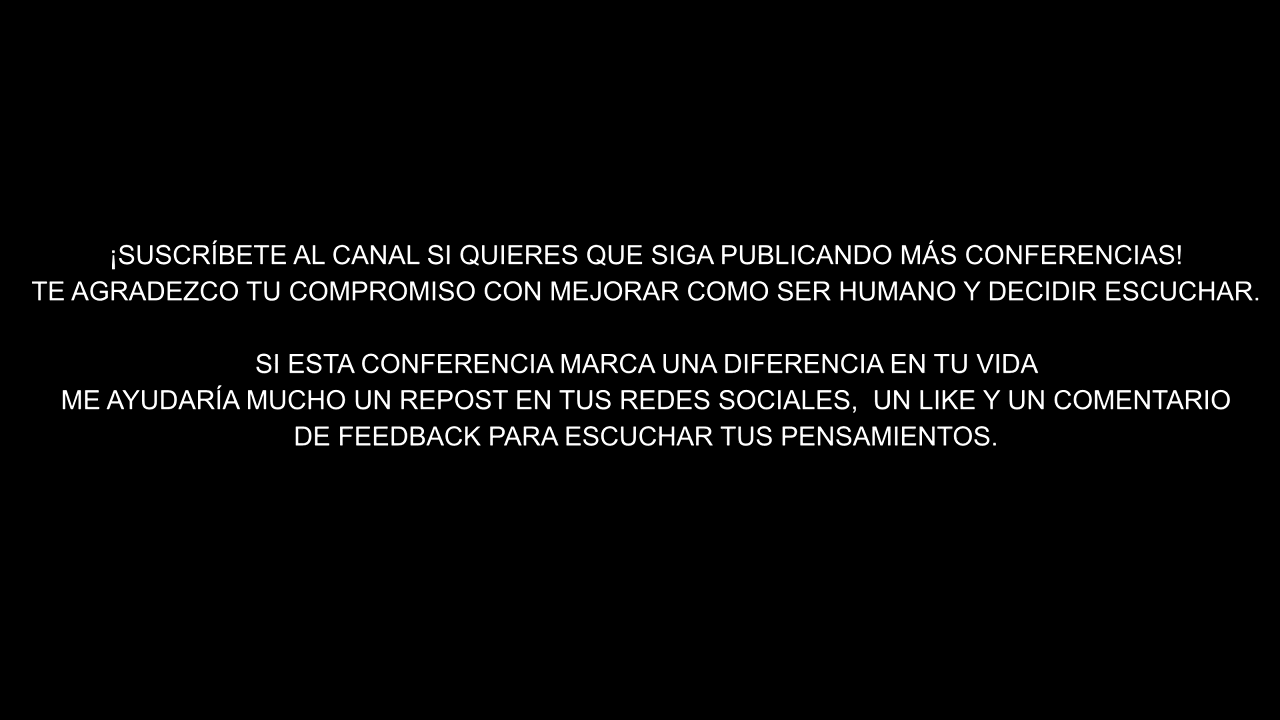 ¡SUSCRÍBETE AL CANAL SI QUIERES QUE SIGA PUBLICANDO MÁS CONFERENCIAS!
TE AGRADEZCO TU COMPROMISO CON MEJORAR COMO SER HUMANO Y DECIDIR ESCUCHAR.
SI ESTA CONFERENCIA MARCA UNA DIFERENCIA EN TU VIDA
ME AYUDARÍA MUCHO UN REPOST EN TUS REDES SOCIALES,  UN LIKE Y UN COMENTARIO
DE FEEDBACK PARA ESCUCHAR TUS PENSAMIENTOS.